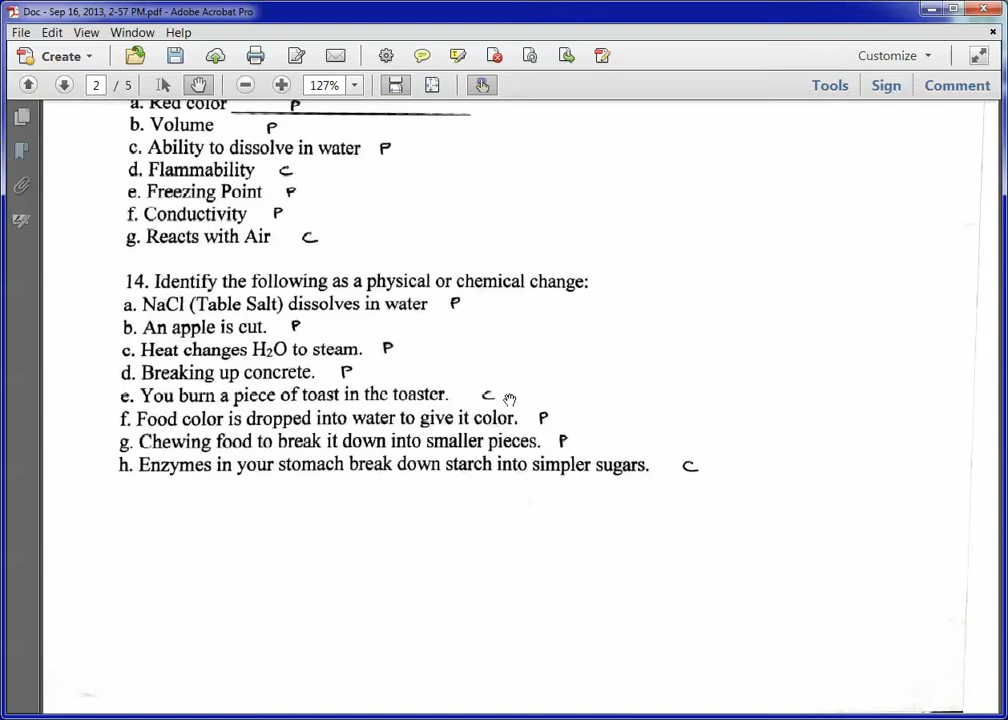 Doc - Sep 16, 2013, 2-57 PM.pdf - Adobe Acrobat Pro
File Edit View Window Help
Create Customize
2 / 5 127% Tools Sign Comment
a. Red color P
b. Volume P
c. Ability to dissolve in water P
d. Flammability C
e. Freezing Point P
f. Conductivity P
g. Reacts with Air C
14. Identify the following as a physical or chemical change:
a. NaCl (Table Salt) dissolves in water P
b. An apple is cut. P
c. Heat changes H₂O to steam. P
d. Breaking up concrete. P
e. You burn a piece of toast in the toaster. C
f. Food color is dropped into water to give it color. P
g. Chewing food to break it down into smaller pieces. P
h. Enzymes in your stomach break down starch into simpler sugars. C